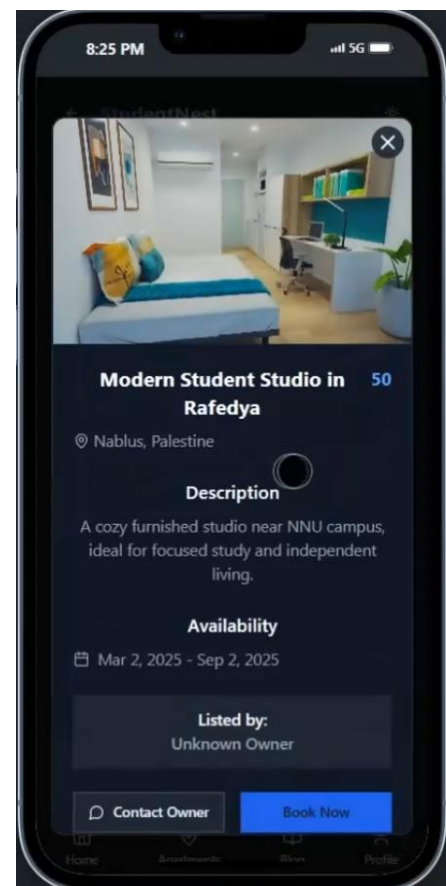 8:25 PM 5G
StudentNest
Modern Student Studio in 50
Rafedya
Nablus, Palestine
Description
A cozy furnished studio near NNU campus,
ideal for focused study and independent
living.
Availability
Mar 2, 2025 - Sep 2, 2025
Listed by:
Unknown Owner
Contact Owner Book Now
Home Apartments Blog Profile